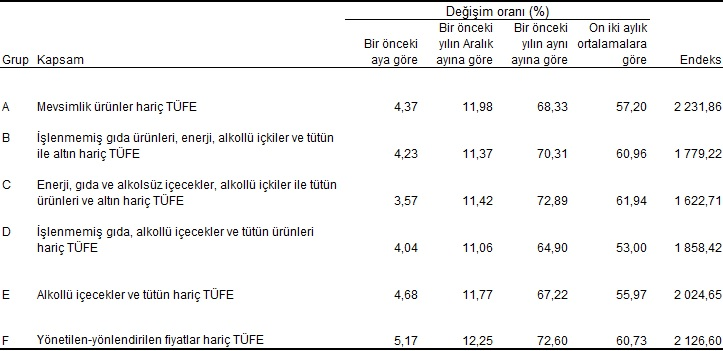 Değişim oranı (%)
Grup Kapsam Bir önceki aya göre Bir önceki yılın Aralık ayına göre Bir önceki yılın aynı ayına göre On iki aylık ortalamalara göre Endeks
A Mevsimlik ürünler hariç TÜFE 4,37 11,98 68,33 57,20 2 231,86
B İşlenmemiş gıda ürünleri, enerji, alkollü içkiler ve tütün
ile altın hariç TÜFE 4,23 11,37 70,31 60,96 1 779,22
C Enerji, gıda ve alkolsüz içecekler, alkollü içkiler ile tütün
ürünleri ve altın hariç TÜFE 3,57 11,42 72,89 61,94 1 622,71
D İşlenmemiş gıda, alkollü içecekler ve tütün ürünleri
hariç TÜFE 4,04 11,06 64,90 53,00 1 858,42
E Alkollü içecekler ve tütün hariç TÜFE 4,68 11,77 67,22 55,97 2 024,65
F Yönetilen-yönlendirilen fiyatlar hariç TÜFE 5,17 12,25 72,60 60,73 2 126,60